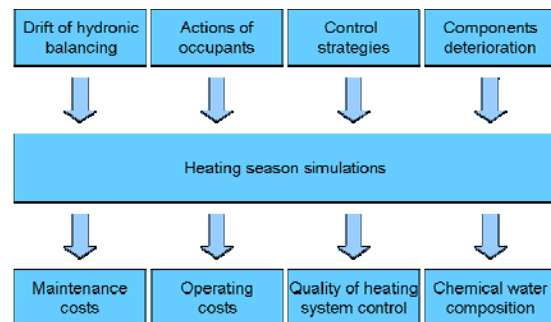 Drift of hydronic
balancing
Actions of
occupants
Control
strategies
Components
deterioration
Heating season simulations
Maintenance
costs
Operating
costs
Quality of heating
system control
Chemical water
composition